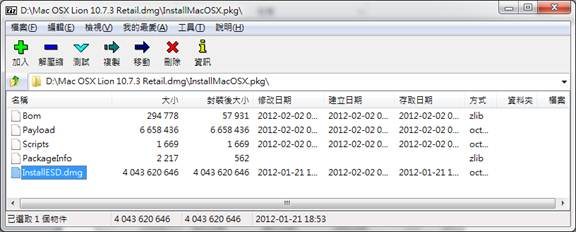 D:\Mac OSX Lion 10.7.3 Retail.dmg\InstallMacOSX.pkg\
檔案(F) 編輯(E) 檢視(V) 我的最愛(A) 工具(T) 說明(H)
加入 解壓縮 測試 複製 移動 刪除 資訊
D:\Mac OSX Lion 10.7.3 Retail.dmg\InstallMacOSX.pkg\
名稱 大小 封裝後大小 修改日期 建立日期 存取日期 方式 資料夾 檔案
Bom 294 778 57 931 2012-02-02 0... 2012-02-02 0... 2012-02-02 0... zlib
Payload 6 658 436 6 658 436 2012-02-02 0... 2012-02-02 0... 2012-02-02 0... oct...
Scripts 1 669 1 669 2012-02-02 0... 2012-02-02 0... 2012-02-02 0... oct...
PackageInfo 2 217 562 zlib
InstallESD.dmg 4 043 620 646 4 043 620 646 2012-01-21 1... 2012-02-02 0... 2012-01-21 1... oct...
已選取 1 個物件 4 043 620 646 4 043 620 646 2012-01-21 18:53